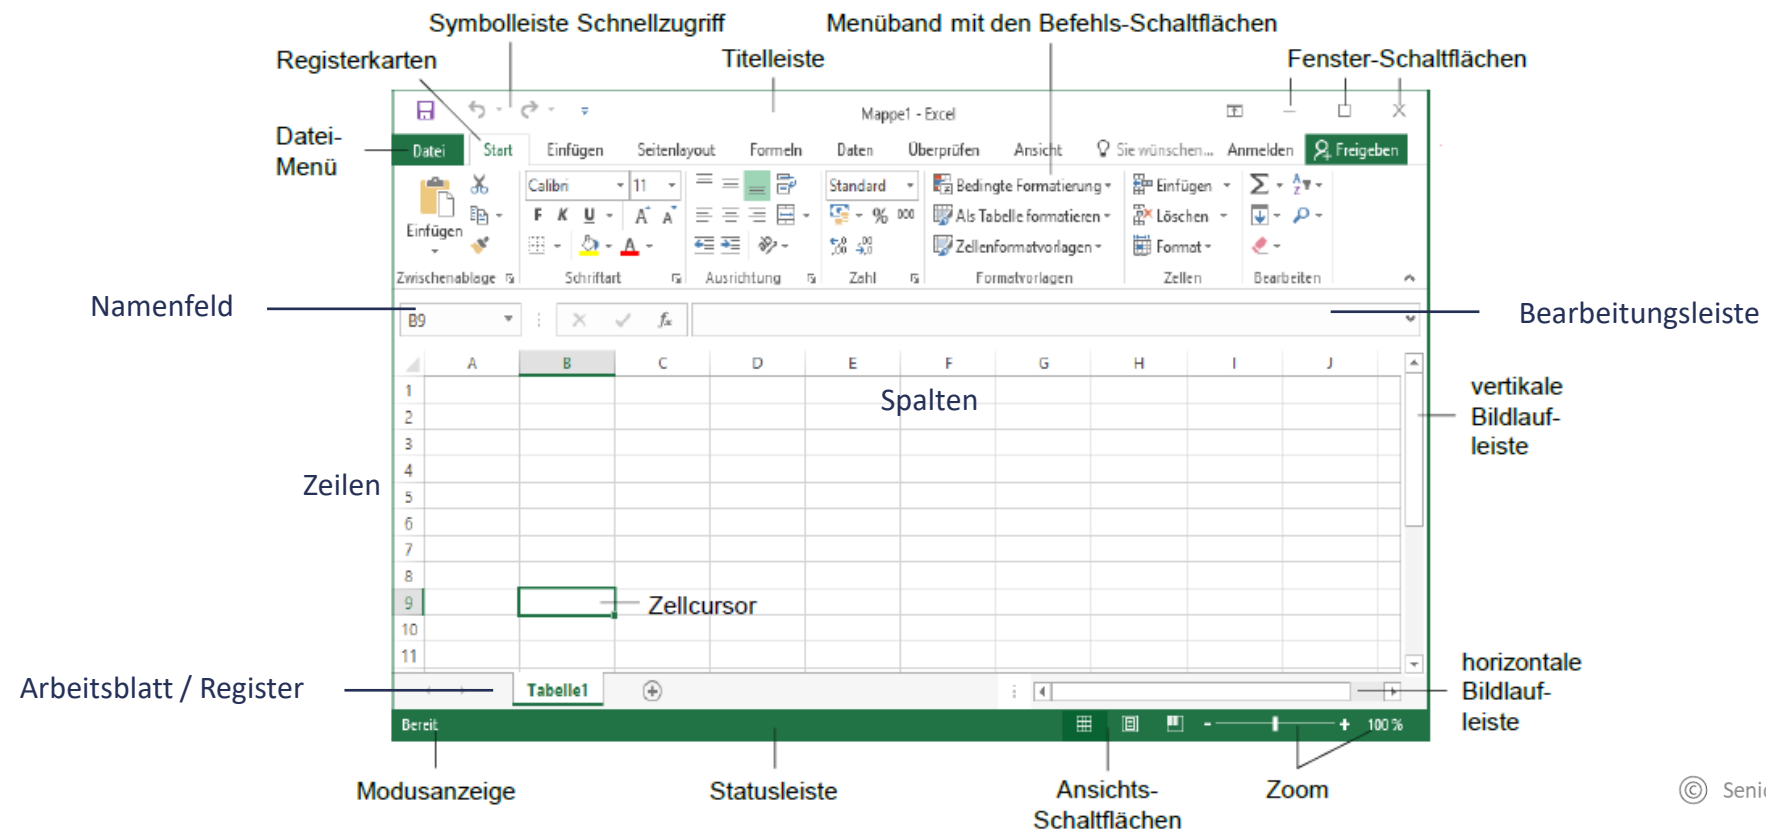 Symbolleiste Schnellzugriff
Menüband mit den Befehls-Schaltflächen
Registerkarten
Titelleiste
Fenster-Schaltflächen
Mappe1 - Excel
Datei-
Menü
Datei Start Einfügen Seitenlayout Formeln Daten Überprüfen Ansicht Sie wünschen... Anmelden Freigeben
Calibri 11 Standard Bedingte Formatierung Einfügen Σ A Z
Einfügen F K U A A % 000 Als Tabelle formatieren Löschen
A Zellenformatvorlagen Format
Zwischenablage Schriftart Ausrichtung Zahl Formatvorlagen Zellen Bearbeiten
Namenfeld
B9 fx
Bearbeitungsleiste
A B C D E F G H I J
1
Spalten
2
3
4
5
6
7
8
9
10
11
vertikale
Bildlauf-
leiste
Zeilen
Zellcursor
Arbeitsblatt / Register
Tabelle1
horizontale
Bildlauf-
leiste
Bereit
- + 100 %
Modusanzeige
Statusleiste
Ansichts-
Schaltflächen
Zoom
©